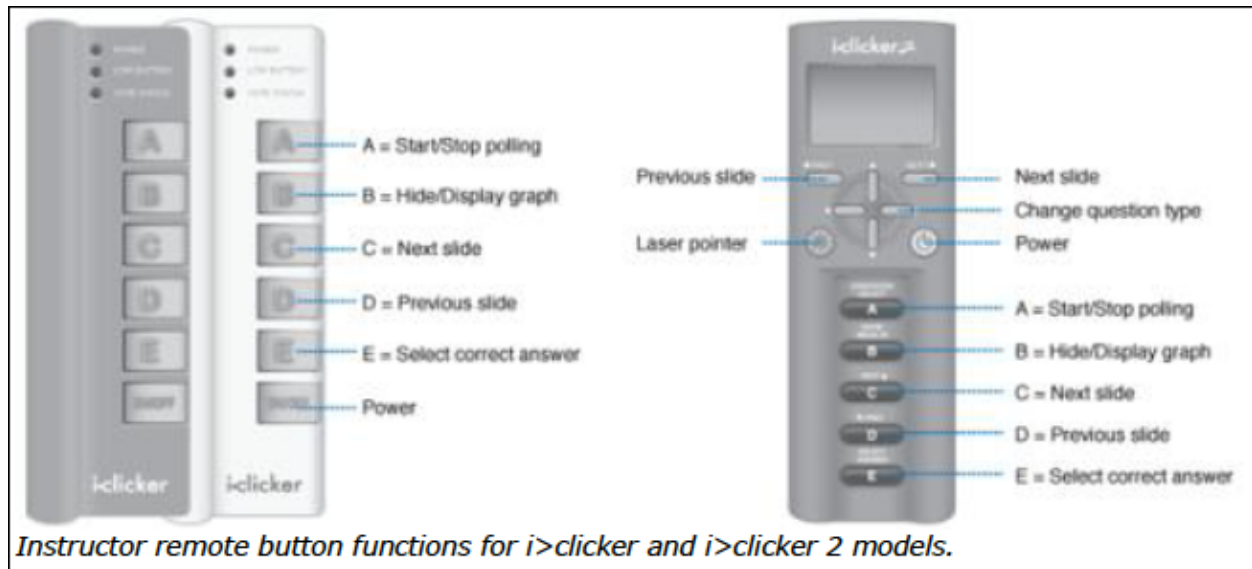 A
B
C
D
E
i>clicker
A
B
C
D
E
i>clicker
A = Start/Stop polling
B = Hide/Display graph
C = Next slide
D = Previous slide
E = Select correct answer
Power
i>clicker 2
Previous slide
Laser pointer
Next slide
Change question type
Power
A
B
C
D
E
A = Start/Stop polling
B = Hide/Display graph
C = Next slide
D = Previous slide
E = Select correct answer
Instructor remote button functions for i>clicker and i>clicker 2 models.